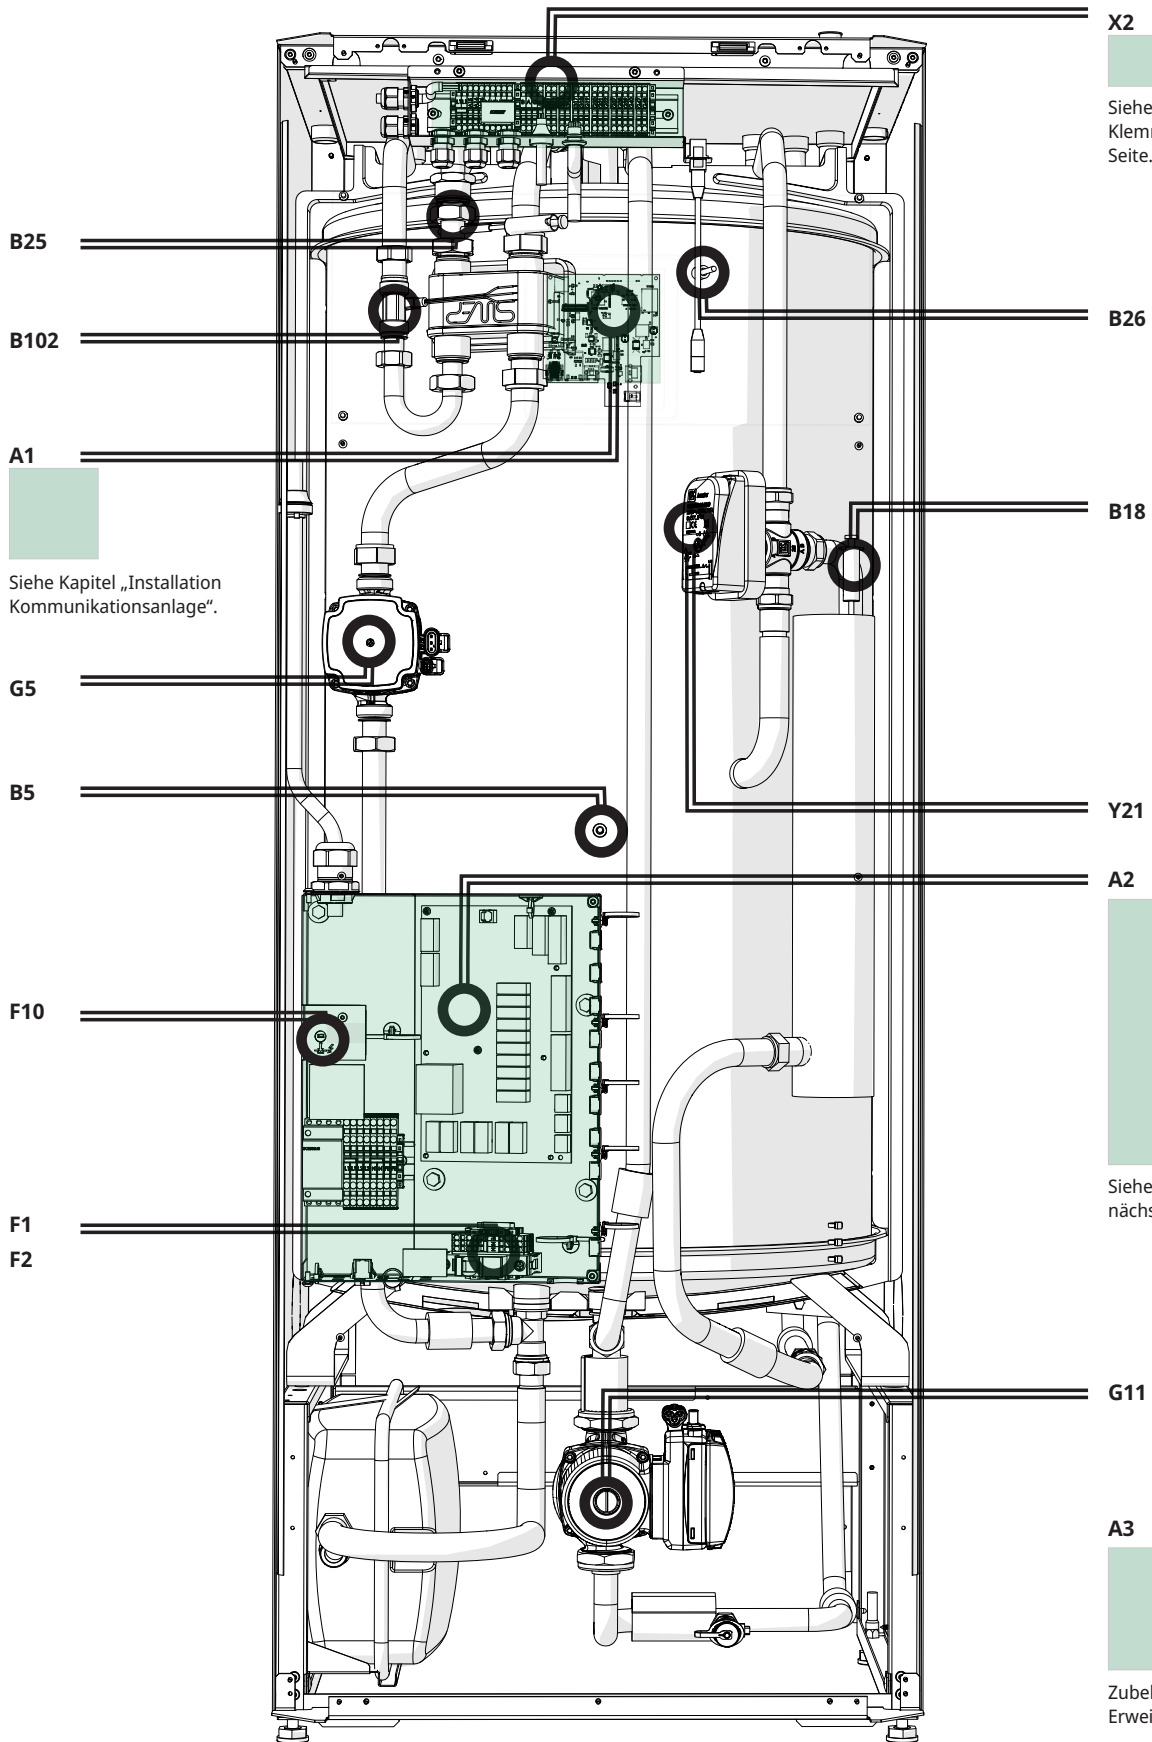 X2
Siehe
Klemm
Seite.
B25
B102
B26
A1
Siehe Kapitel „Installation
Kommunikationsanlage“.
B18
G5
B5
Y21
A2
F10
Siehe
nächs
F1
F2
G11
A3
Zubel
Erwei
SWEP